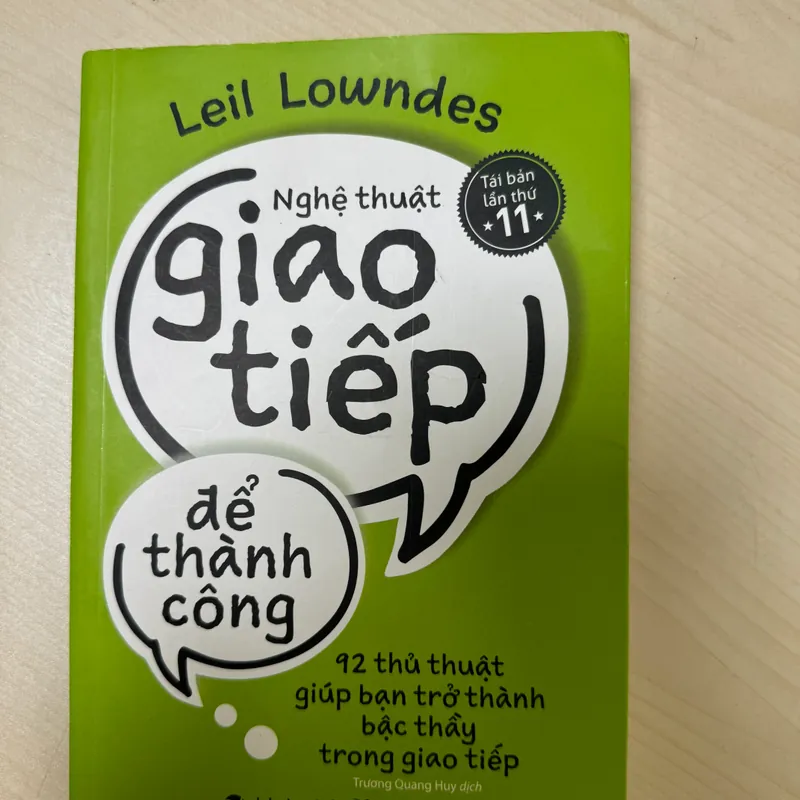 Leil Lowndes
Nghệ thuật
giao
tiếp
Tái bản
lần thứ
11
để
thành
công
92 thủ thuật
giúp bạn trở thành
bậc thầy
trong giao tiếp
Trương Quang Huy dịch